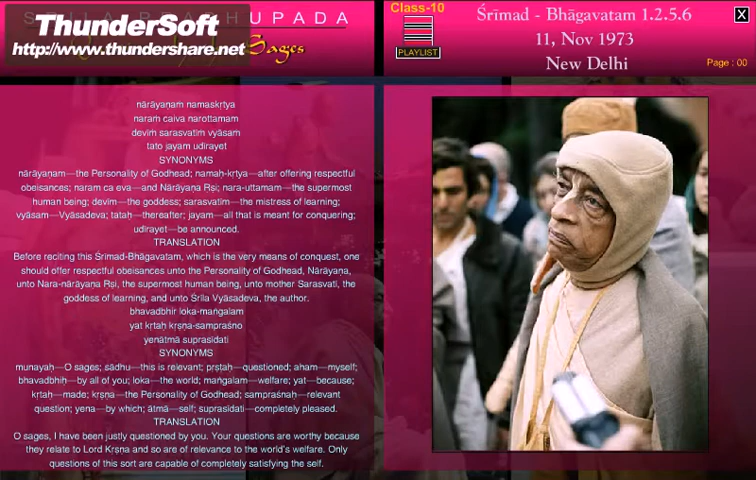 ThunderSoft
http://www.thundershare.net
Sages
Class-10
PLAYLIST
Śrīmad - Bhāgavatam 1.2.5.6
11, Nov 1973
New Delhi
X
Page : 00
nārāyaṇaṁ namaskṛtya
naraṁ caiva narottamam
devīṁ sarasvatīṁ vyāsaṁ
tato jayam udīrayet
SYNONYMS
nārāyaṇam—the Personality of Godhead; namaḥ-kṛtya—after offering respectful
obeisances; naram ca eva—and Nārāyaṇa Ṛṣi; nara-uttamam—the supermost
human being; devīm—the goddess; sarasvatīm—the mistress of learning;
vyāsam—Vyāsadeva; tataḥ—thereafter; jayam—all that is meant for conquering;
udīrayet—be announced.
TRANSLATION
Before reciting this Śrīmad-Bhāgavatam, which is the very means of conquest, one
should offer respectful obeisances unto the Personality of Godhead, Nārāyaṇa,
unto Nara-nārāyaṇa Ṛṣi, the supermost human being, unto mother Sarasvatī, the
goddess of learning, and unto Śrīla Vyāsadeva, the author.
bhavadbhir loka-maṅgalam
yat kṛtaḥ kṛṣṇa-sampraśno
yenātmā suprasīdati
SYNONYMS
munayaḥ—O sages; sādhu—this is relevant; pṛṣṭaḥ—questioned; aham—myself;
bhavadbhiḥ—by all of you; loka—the world; maṅgalam—welfare; yat—because;
kṛtaḥ—made; kṛṣṇa—the Personality of Godhead; sampraśnaḥ—relevant
question; yena—by which; ātmā—self; suprasīdati—completely pleased.
TRANSLATION
O sages, I have been justly questioned by you. Your questions are worthy because
they relate to Lord Kṛṣṇa and so are of relevance to the world's welfare. Only
questions of this sort are capable of completely satisfying the self.